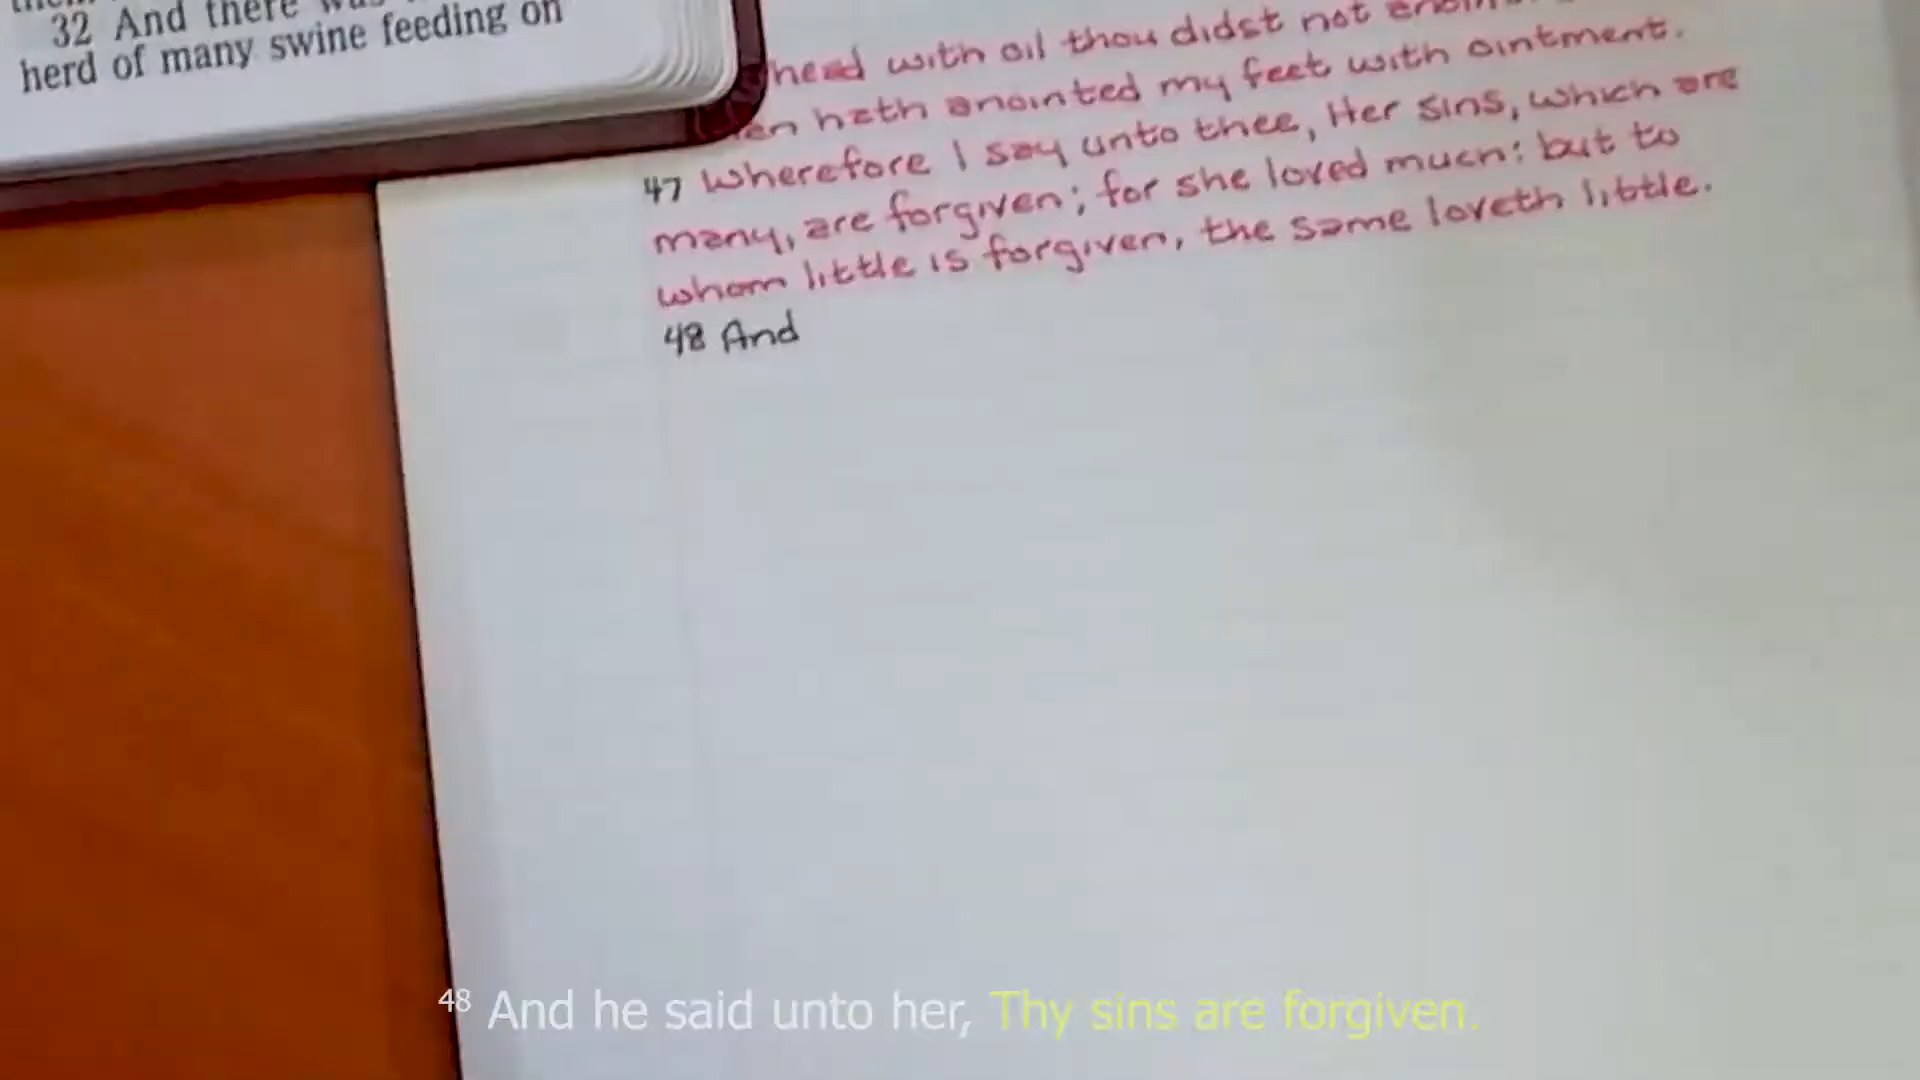 32 And there
herd of many swine feeding on
head with oil thou didst not
hath anointed my feet with ointment.
47 Wherefore I say unto thee, Her sins, which are
many, are forgiven; for she loved much: but to
whom little is forgiven, the same loveth little.
48 And
48 And he said unto her, Thy sins are forgiven.